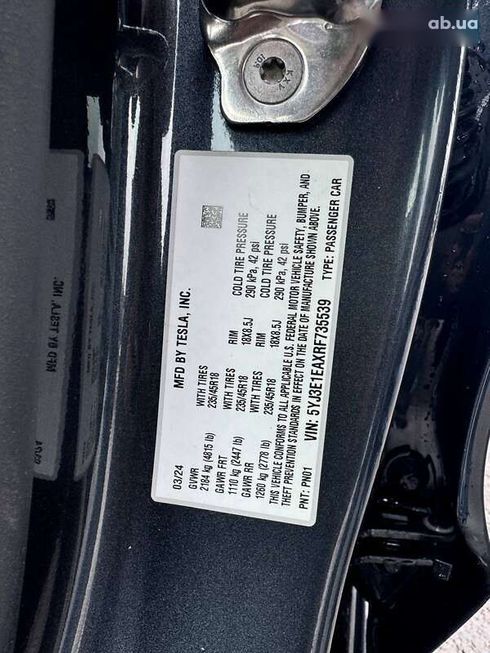 ab.ua
MFD BY TESLA, INC.
03/24
GVWR WITH TIRES RIM COLD TIRE PRESSURE
2184 kg (4815 lb) 235/45R18 18X8.5J 290 kPa, 42 psi
GAWR FRT WITH TIRES RIM COLD TIRE PRESSURE
1110 kg (2447 lb) 235/45R18 18X8.5J 290 kPa, 42 psi
GAWR RR
1260 kg (2778 lb) 235/45R18
THIS VEHICLE CONFORMS TO ALL APPLICABLE U.S. FEDERAL MOTOR VEHICLE SAFETY, BUMPER, AND
THEFT PREVENTION STANDARDS IN EFFECT ON THE DATE OF MANUFACTURE SHOWN ABOVE.
VIN: 5YJ3E1EAXRF735539
PNT: PN01 TYPE: PASSENGER CAR